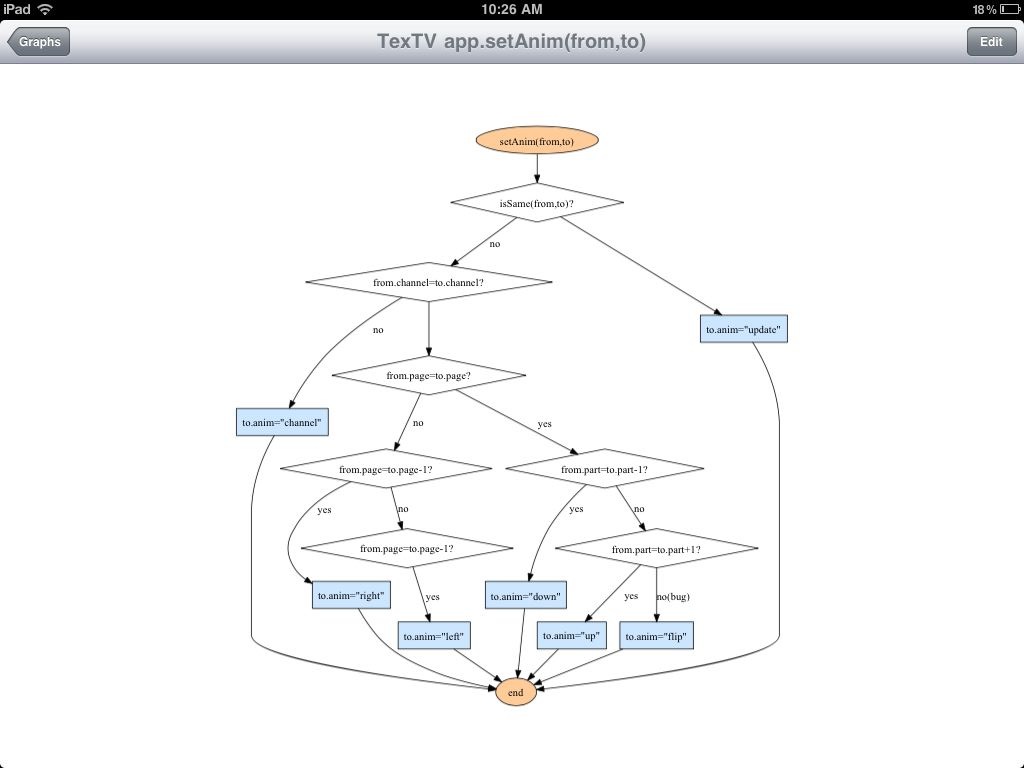 iPad
10:26 AM
18%
Graphs
TexTV app.setAnim(from,to)
Edit
setAnim(from,to)
isSame(from,to)?
no
from.channel=to.channel?
no
to.anim="update"
from.page=to.page?
to.anim="channel"
no
yes
from.page=to.page-1?
from.part=to.part-1?
yes
no
yes
no
from.page=to.page-1?
from.part=to.part+1?
to.anim="right"
yes
to.anim="down"
yes
no(bug)
to.anim="left"
to.anim="up"
to.anim="flip"
end